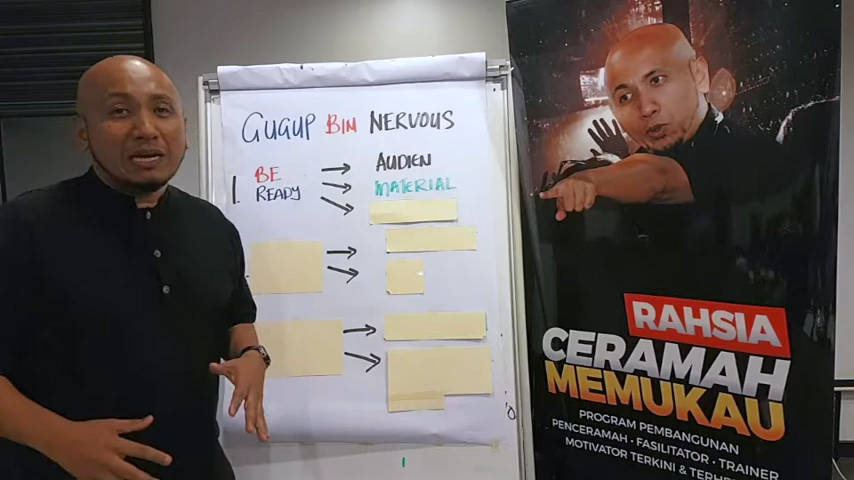 GUGUP BIN NERVOUS
1 BE READY → AUDIEN
→ MATERIAL
RAHSIA
CERAMAH
MEMUKAU
PROGRAM PEMBANGUNAN
PENCERAMAH • FASILITATOR •
MOTIVATOR TERKINI &
TRAINER